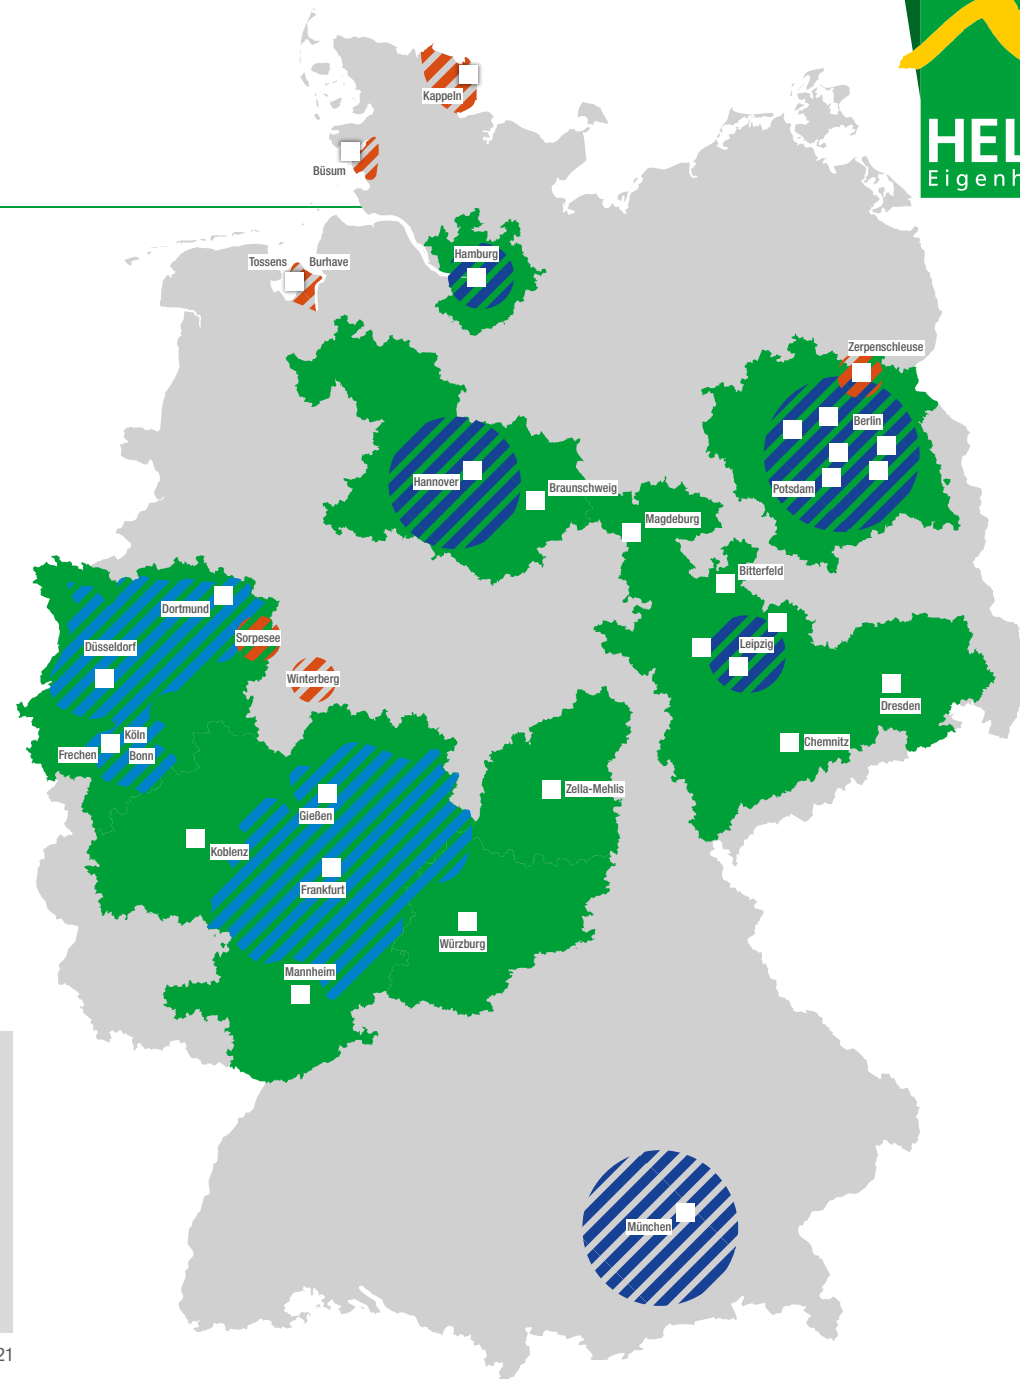 HEL
Eigenh
Kappeln
Büsum
Hamburg
Tossens
Burhave
Zerpenschleuse
Berlin
Hannover
Potsdam
Braunschweig
Magdeburg
Bitterfeld
Dortmund
Sorpesee
Leipzig
Düsseldorf
Winterberg
Dresden
Köln
Chemnitz
Frechen
Bonn
Zella-Mehlis
Gießen
Koblenz
Frankfurt
Würzburg
Mannheim
München
21